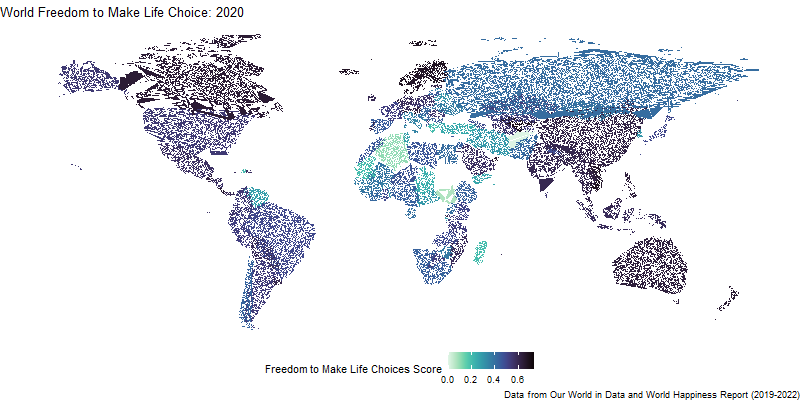 World Freedom to Make Life Choice: 2020
Freedom to Make Life Choices Score
0.0 0.2 0.4 0.6
Data from Our World in Data and World Happiness Report (2019-2022)